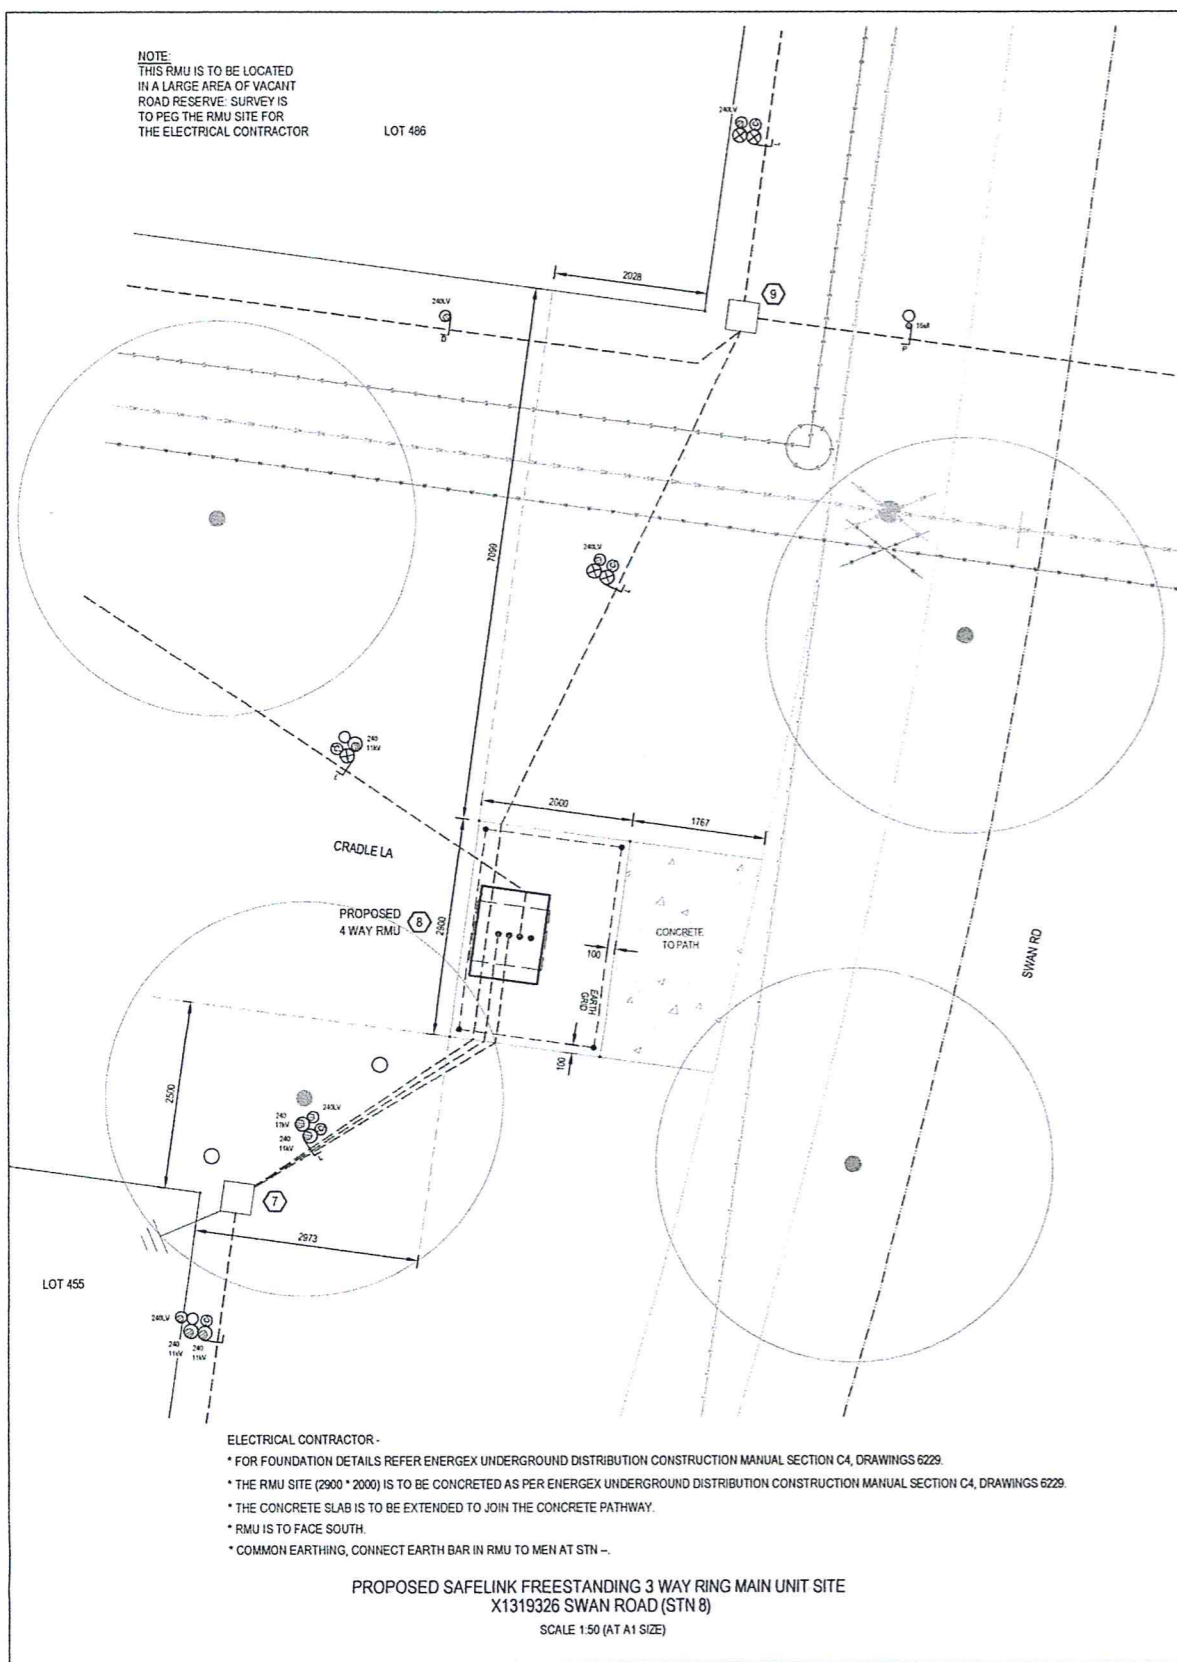 NOTE:
THIS RMU IS TO BE LOCATED
IN A LARGE AREA OF VACANT
ROAD RESERVE: SURVEY IS
TO PEG THE RMU SITE FOR
THE ELECTRICAL CONTRACTOR
LOT 486
240LV
2028
9
240LV
7099
240LV
240
11kV
2000
1767
CRADLE LA
PROPOSED
4 WAY RMU
8
2900
100
CONCRETE
TO PATH
SWAN RD
EARTH
GRID
100
2500
240LV
240
11kV
240
11kV
7
2973
LOT 455
240LV
240
11kV
240
11kV
ELECTRICAL CONTRACTOR -
* FOR FOUNDATION DETAILS REFER ENERGEX UNDERGROUND DISTRIBUTION CONSTRUCTION MANUAL SECTION C4, DRAWINGS 6229.
* THE RMU SITE (2900 * 2000) IS TO BE CONCRETED AS PER ENERGEX UNDERGROUND DISTRIBUTION CONSTRUCTION MANUAL SECTION C4, DRAWINGS 6229.
* THE CONCRETE SLAB IS TO BE EXTENDED TO JOIN THE CONCRETE PATHWAY.
* RMU IS TO FACE SOUTH.
* COMMON EARTHING, CONNECT EARTH BAR IN RMU TO MEN AT STN –.
PROPOSED SAFELINK FREESTANDING 3 WAY RING MAIN UNIT SITE
X1319326 SWAN ROAD (STN 8)
SCALE 1:50 (AT A1 SIZE)